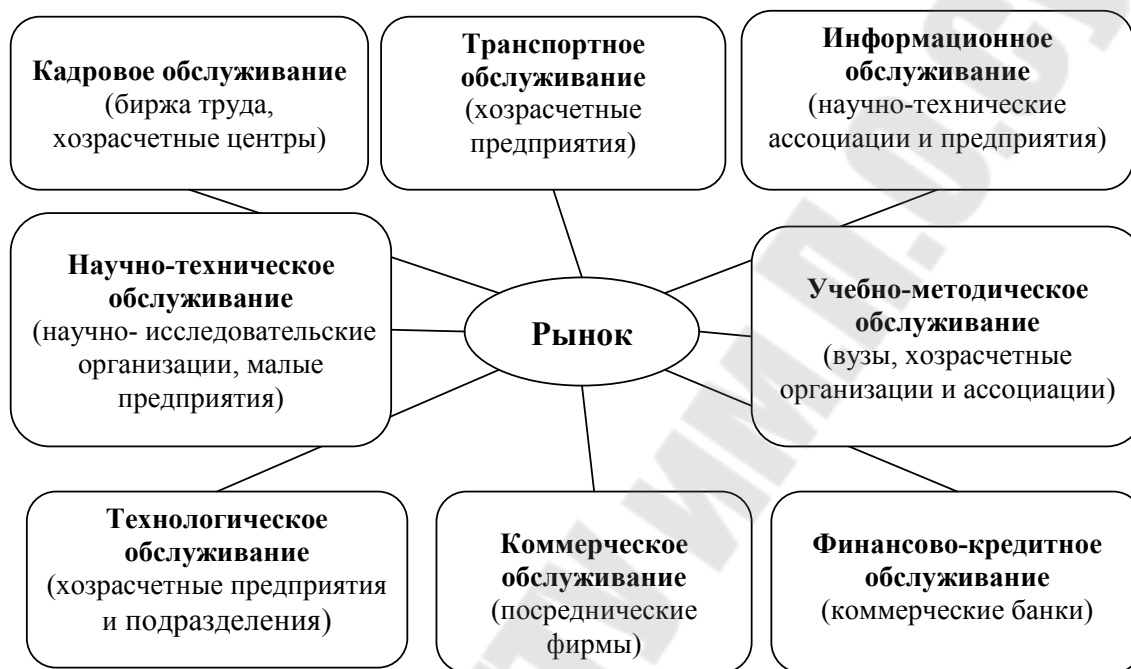 Кадровое обслуживание
(биржа труда,
хозрасчетные центры)
Транспортное
обслуживание
(хозрасчетные
предприятия)
Информационное
обслуживание
(научно-технические
ассоциации и предприятия)
Научно-техническое
обслуживание
(научно- исследовательские
организации, малые
предприятия)
Рынок
Учебно-методическое
обслуживание
(вузы, хозрасчетные
организации и ассоциации)
Технологическое
обслуживание
(хозрасчетные предприятия
и подразделения)
Коммерческое
обслуживание
(посреднические
фирмы)
Финансово-кредитное
обслуживание
(коммерческие банки)
им.П.О.